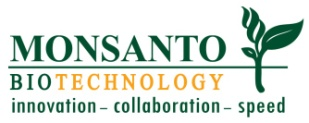 MONSANTO
BIOTECHNOLOGY
innovation – collaboration – speed